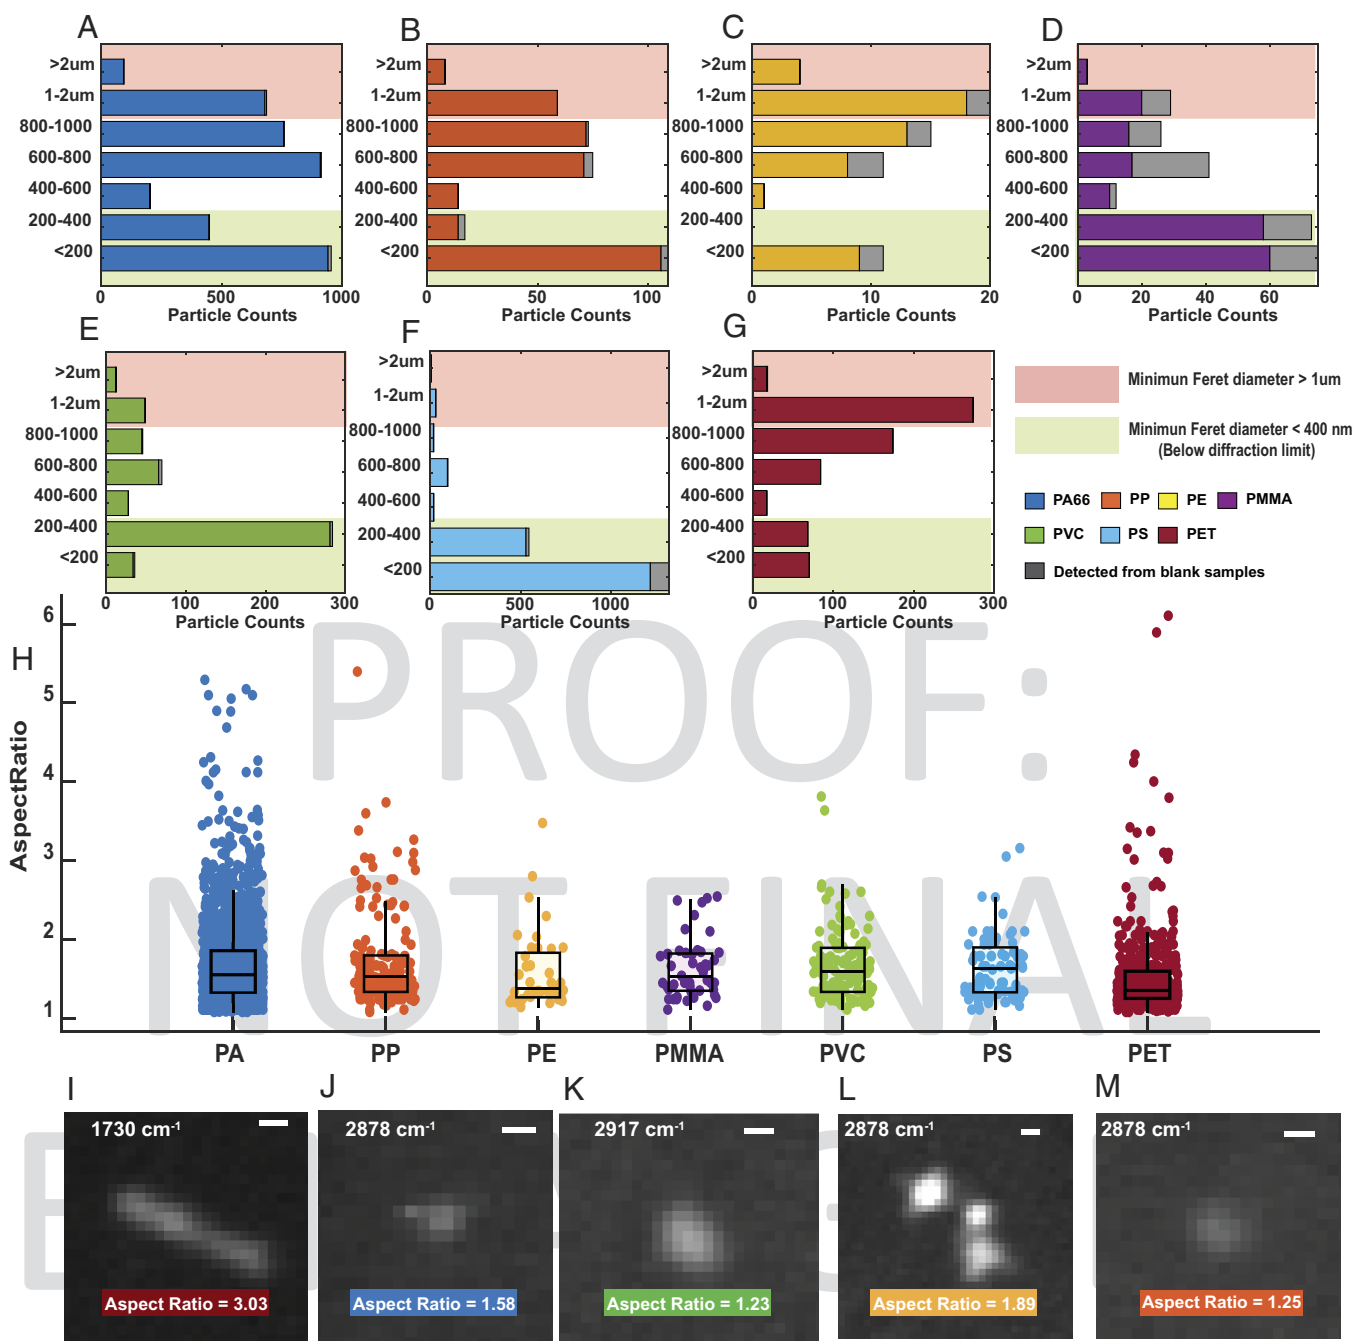 A
B
C
D
>2um
1-2um
800-1000
600-800
400-600
200-400
<200
0 500 1000
Particle Counts
>2um
1-2um
800-1000
600-800
400-600
200-400
<200
0 50 100
Particle Counts
>2um
1-2um
800-1000
600-800
400-600
200-400
<200
0 10 20
Particle Counts
>2um
1-2um
800-1000
600-800
400-600
200-400
<200
0 20 40 60
Particle Counts
E
F
G
>2um
1-2um
800-1000
600-800
400-600
200-400
<200
0 100 200 300
Particle Counts
>2um
1-2um
800-1000
600-800
400-600
200-400
<200
0 500 1000
Particle Counts
>2um
1-2um
800-1000
600-800
400-600
200-400
<200
0 100 200 300
Particle Counts
Minimun Feret diameter > 1um
Minimun Feret diameter < 400 nm
(Below diffraction limit)
PA66 PP PE PMMA
PVC PS PET
Detected from blank samples
H
AspectRatio
6
5
4
3
2
1
PA PP PE PMMA PVC PS PET
PROOF:
NOT FINAL
I
1730 cm-1
Aspect Ratio = 3.03
J
2878 cm-1
Aspect Ratio = 1.58
K
2917 cm-1
Aspect Ratio = 1.23
L
2878 cm-1
Aspect Ratio = 1.89
M
2878 cm-1
Aspect Ratio = 1.25